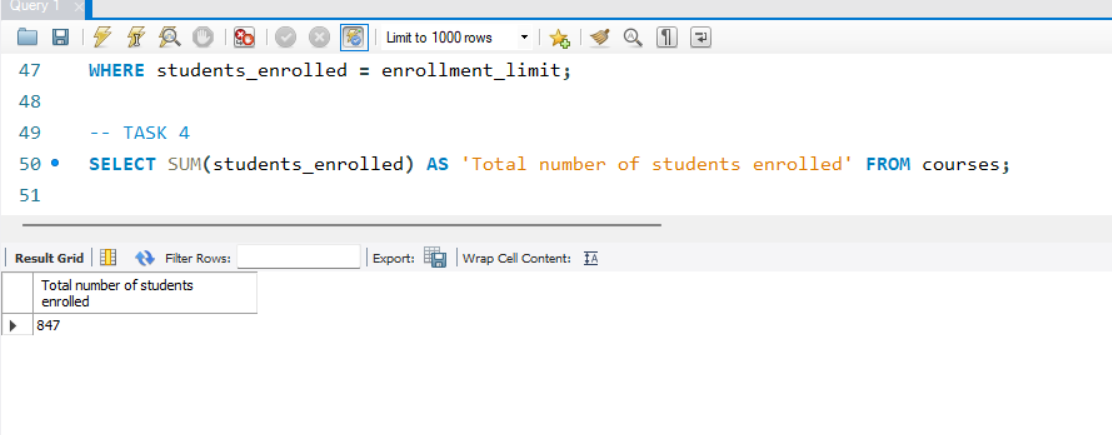 Query 1
Limit to 1000 rows
47 WHERE students_enrolled = enrollment_limit;
48
49 -- TASK 4
50 SELECT SUM(students_enrolled) AS 'Total number of students enrolled' FROM courses;
51
Result Grid Filter Rows: Export: Wrap Cell Content: IA
Total number of students
enrolled
847